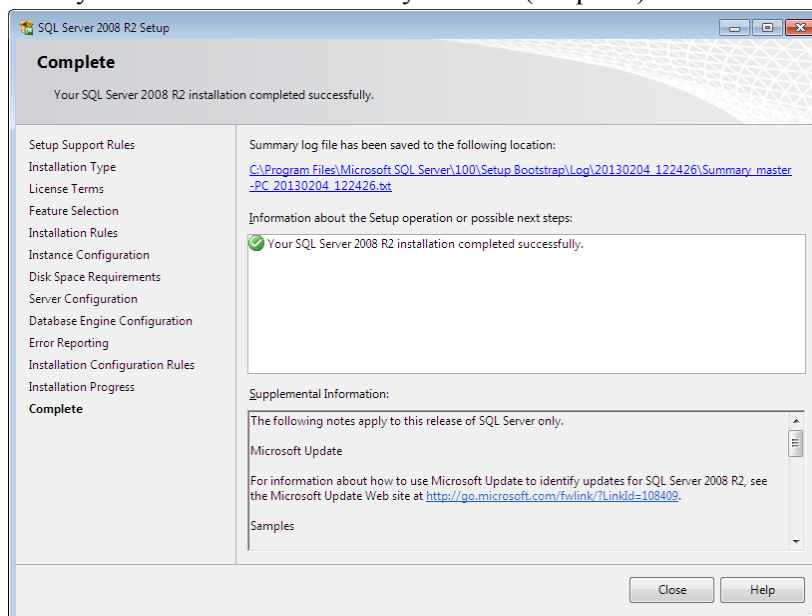 SQL Server 2008 R2 Setup
Complete
Your SQL Server 2008 R2 installation completed successfully.
Setup Support Rules
Installation Type
License Terms
Feature Selection
Installation Rules
Instance Configuration
Disk Space Requirements
Server Configuration
Database Engine Configuration
Error Reporting
Installation Configuration Rules
Installation Progress
Complete
Summary log file has been saved to the following location:
C:\Program Files\Microsoft SQL Server\100\Setup Bootstrap\Log\20130204_122426\Summary_master
-PC_20130204_122426.txt
Information about the Setup operation or possible next steps:
Your SQL Server 2008 R2 installation completed successfully.
Supplemental Information:
The following notes apply to this release of SQL Server only.
Microsoft Update
For information about how to use Microsoft Update to identify updates for SQL Server 2008 R2, see
the Microsoft Update Web site at http://go.microsoft.com/fwlink/?LinkId=108409.
Samples
Close
Help